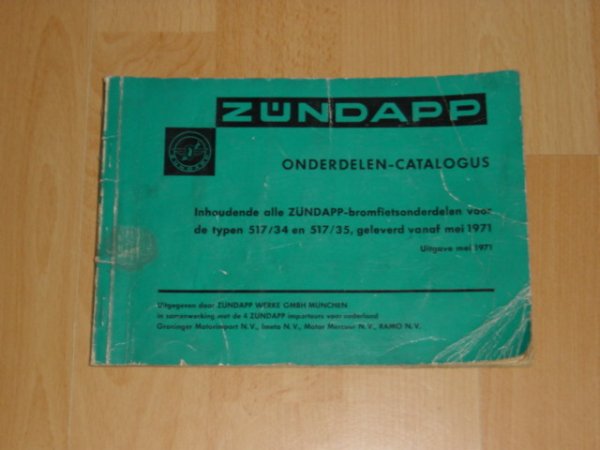 ZÜNDAPP
ONDERDELEN-CATALOGUS
Inhoudende alle ZÜNDAPP-bromfietsonderdelen voor
de typen 517/34 en 517/35, geleverd vanaf mei 1971
Uitgave mei 1971
Uitgegeven door ZÜNDAPP WERKE GMBH MÜNCHEN
in samenwerking met de 4 ZÜNDAPP importeurs voor nederland
Groninger Motorimport N.V., Imeta N.V., Motor Mercuur N.V., RAMO N.V.